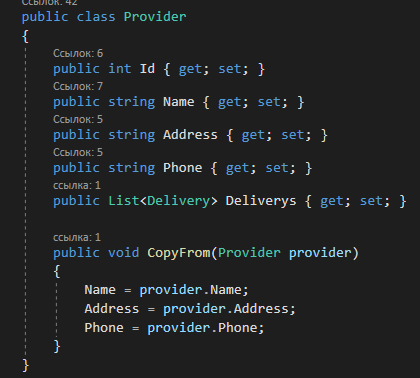 Ссылок: 42
public class Provider
{
Ссылок: 6
public int Id { get; set; }
Ссылок: 7
public string Name { get; set; }
Ссылок: 5
public string Address { get; set; }
Ссылок: 5
public string Phone { get; set; }
ссылка: 1
public List<Delivery> Deliverys { get; set; }
ссылка: 1
public void CopyFrom(Provider provider)
{
Name = provider.Name;
Address = provider.Address;
Phone = provider.Phone;
}
}